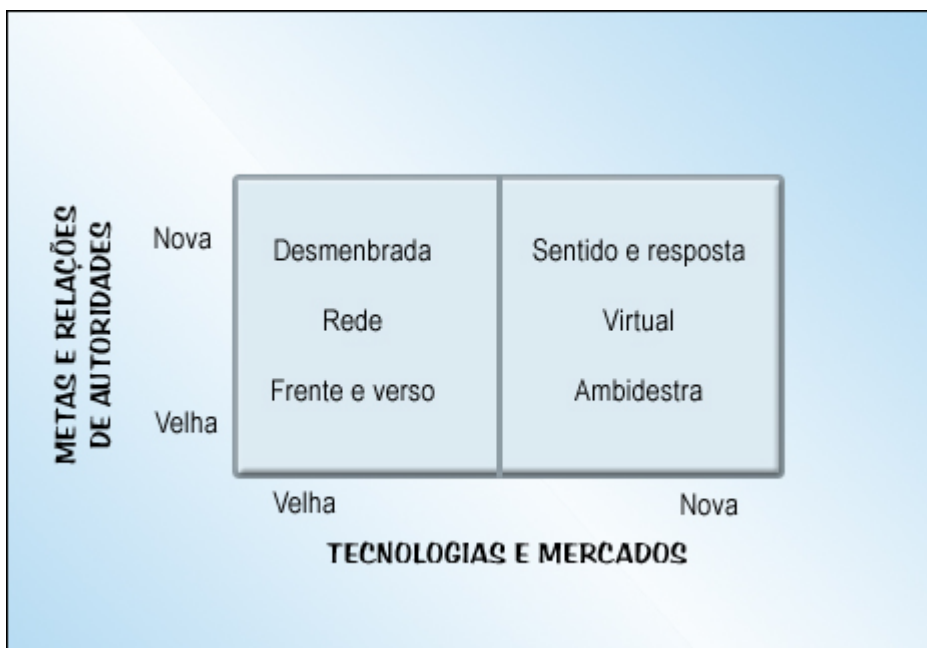 METAS E RELAÇÕES
DE AUTORIDADES
Nova
Velha
Desmenbrada
Sentido e resposta
Rede
Virtual
Frente e verso
Ambidestra
Velha
Nova
TECNOLOGIAS E MERCADOS